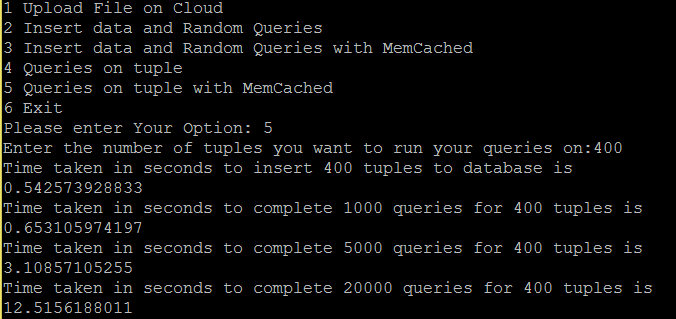 1 Upload File on Cloud
2 Insert data and Random Queries
3 Insert data and Random Queries with MemCached
4 Queries on tuple
5 Queries on tuple with MemCached
6 Exit
Please enter Your Option: 5
Enter the number of tuples you want to run your queries on:400
Time taken in seconds to insert 400 tuples to database is
0.542573928833
Time taken in seconds to complete 1000 queries for 400 tuples is
0.653105974197
Time taken in seconds to complete 5000 queries for 400 tuples is
3.10857105255
Time taken in seconds to complete 20000 queries for 400 tuples is
12.5156188011